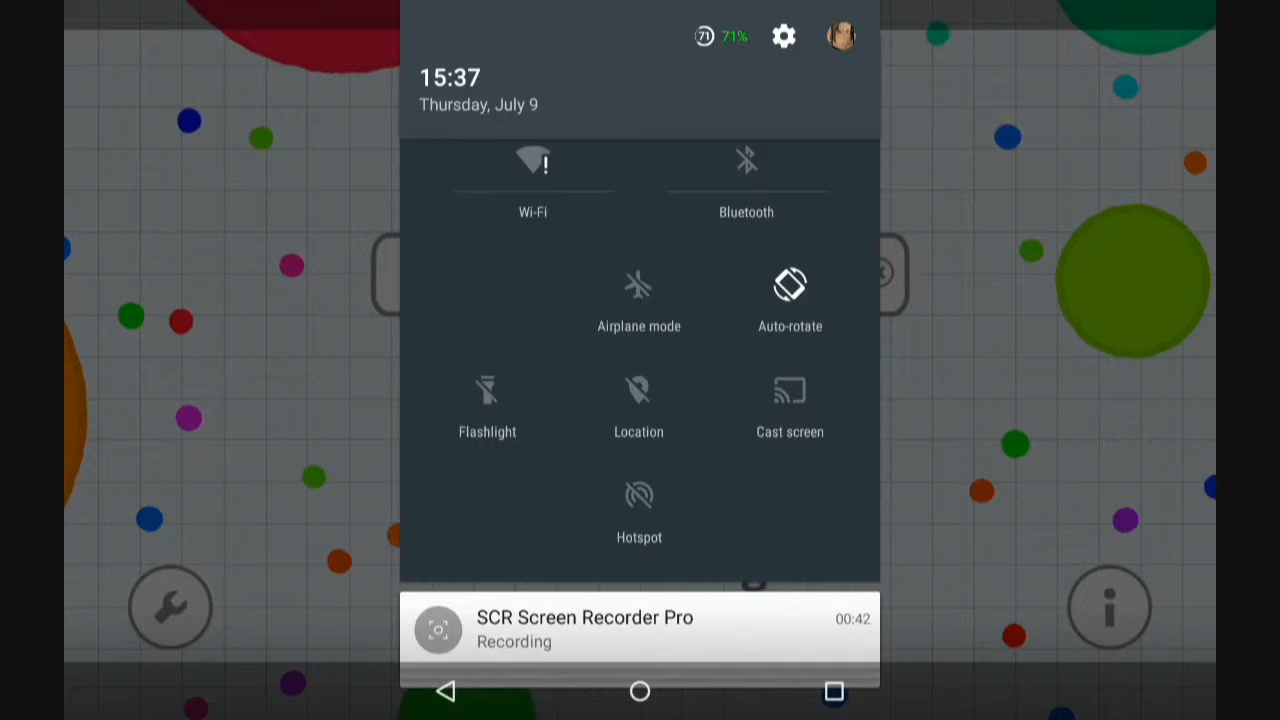 71 71%
15:37
Thursday, July 9
Wi-Fi Bluetooth
Airplane mode Auto-rotate
Flashlight Location Cast screen
Hotspot
SCR Screen Recorder Pro 00:42
Recording